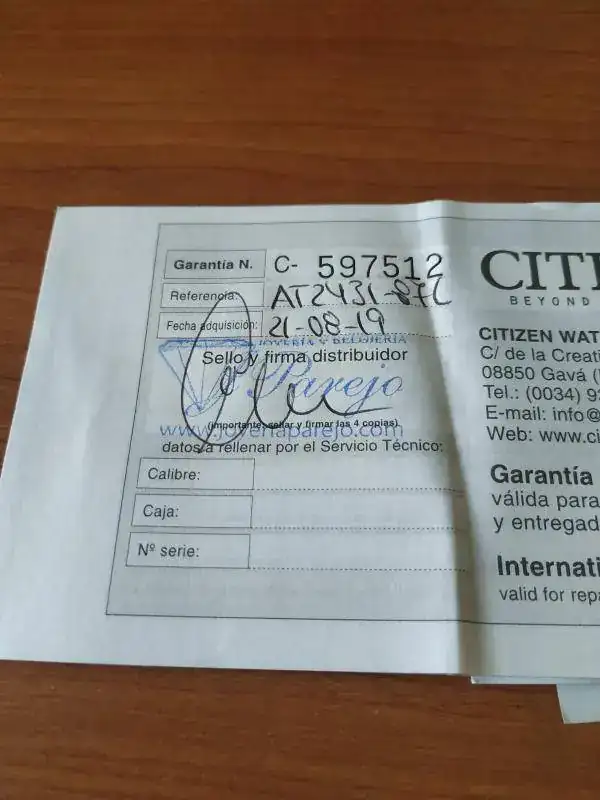 Garantía N. C- 597512
Referencia: AT2431-87L
Fecha adquisición: 21-08-19
JOYERÍA Y RELOJERÍA
Sello y firma distribuidor
Parejo
(importante: sellar y firmar las 4 copias)
www.joyeriaparejo.com
datos a rellenar por el Servicio Técnico:
Calibre:
Caja:
Nº serie:
CITI
BEYOND
CITIZEN WAT
C/ de la Creati
08850 Gavá (
Tel.: (0034) 93
E-mail: info@
Web: www.ci
Garantía
válida para
y entregad
Internati
valid for repa